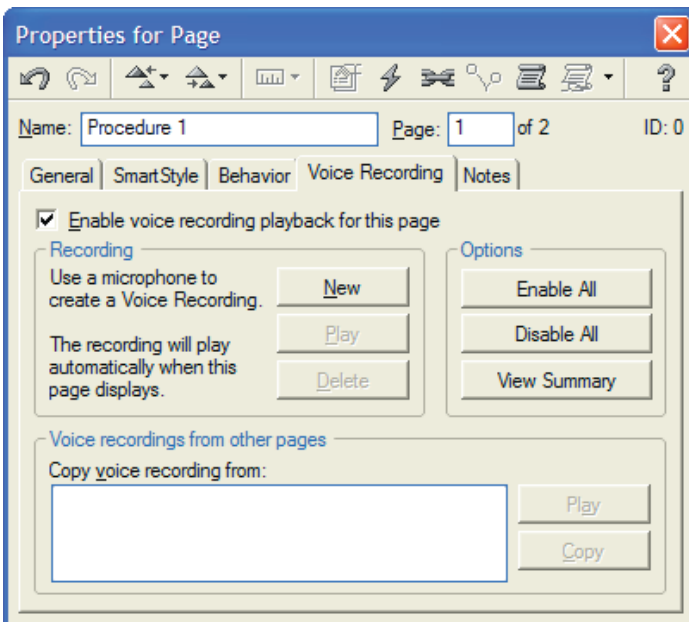 Properties for Page
?
Name: Procedure 1 Page: 1 of 2 ID: 0
General SmartStyle Behavior Voice Recording Notes
Enable voice recording playback for this page
Recording
Use a microphone to
create a Voice Recording.
The recording will play
automatically when this
page displays.
New
Play
Delete
Options
Enable All
Disable All
View Summary
Voice recordings from other pages
Copy voice recording from:
Play
Copy